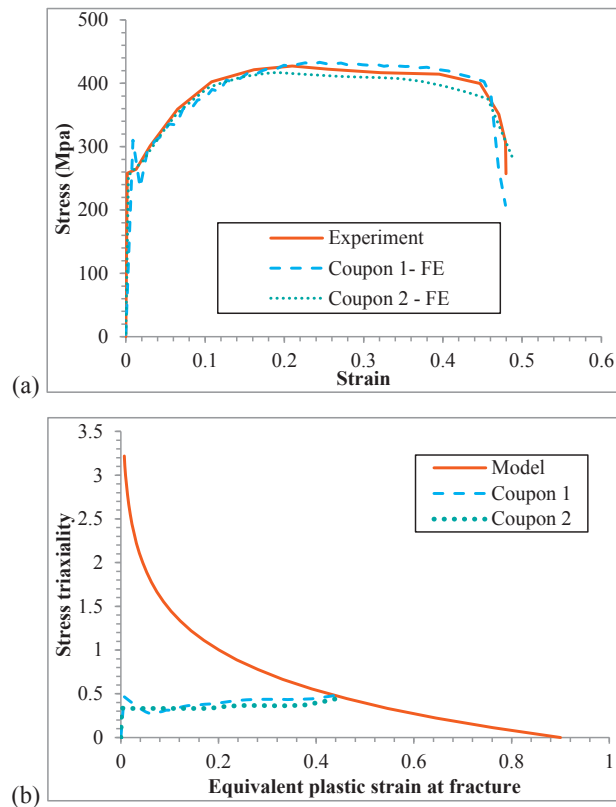 500
400
300
200
100
0
Stress (Mpa)
Experiment
Coupon 1- FE
Coupon 2 - FE
0 0.1 0.2 0.3 0.4 0.5 0.6
Strain
(a)
3.5
3
2.5
2
1.5
1
0.5
0
Stress triaxiality
Model
Coupon 1
Coupon 2
0 0.2 0.4 0.6 0.8 1
Equivalent plastic strain at fracture
(b)